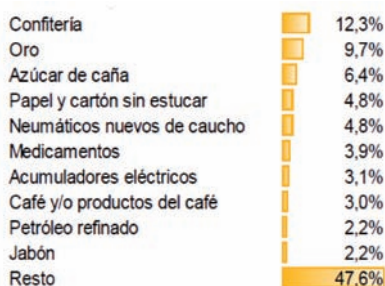 Confitería 12,3%
Oro 9,7%
Azúcar de caña 6,4%
Papel y cartón sin estucar 4,8%
Neumáticos nuevos de caucho 4,8%
Medicamentos 3,9%
Acumuladores eléctricos 3,1%
Café y/o productos del café 3,0%
Petróleo refinado 2,2%
Jabón 2,2%
Resto 47,6%